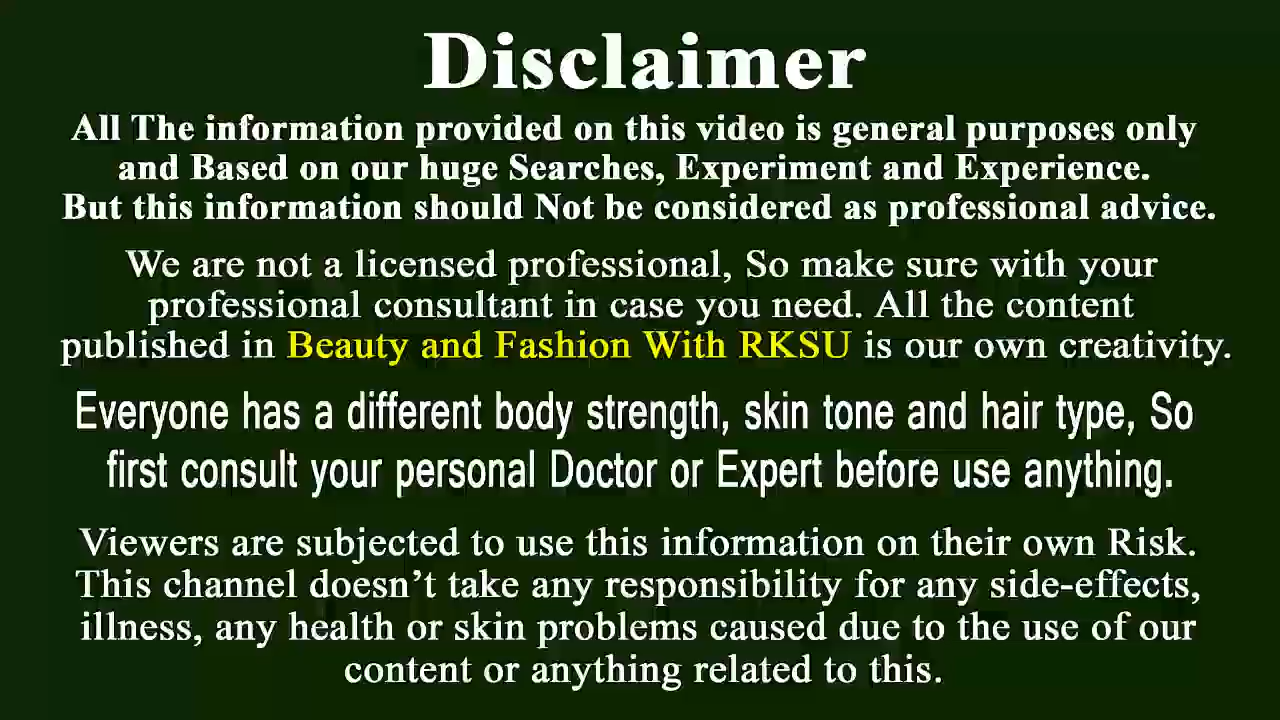 Disclaimer
All The information provided on this video is general purposes only
and Based on our huge Searches, Experiment and Experience.
But this information should Not be considered as professional advice.
We are not a licensed professional, So make sure with your
professional consultant in case you need. All the content
published in Beauty and Fashion With RKSU is our own creativity.
Everyone has a different body strength, skin tone and hair type, So
first consult your personal Doctor or Expert before use anything.
Viewers are subjected to use this information on their own Risk.
This channel doesn’t take any responsibility for any side-effects,
illness, any health or skin problems caused due to the use of our
content or anything related to this.